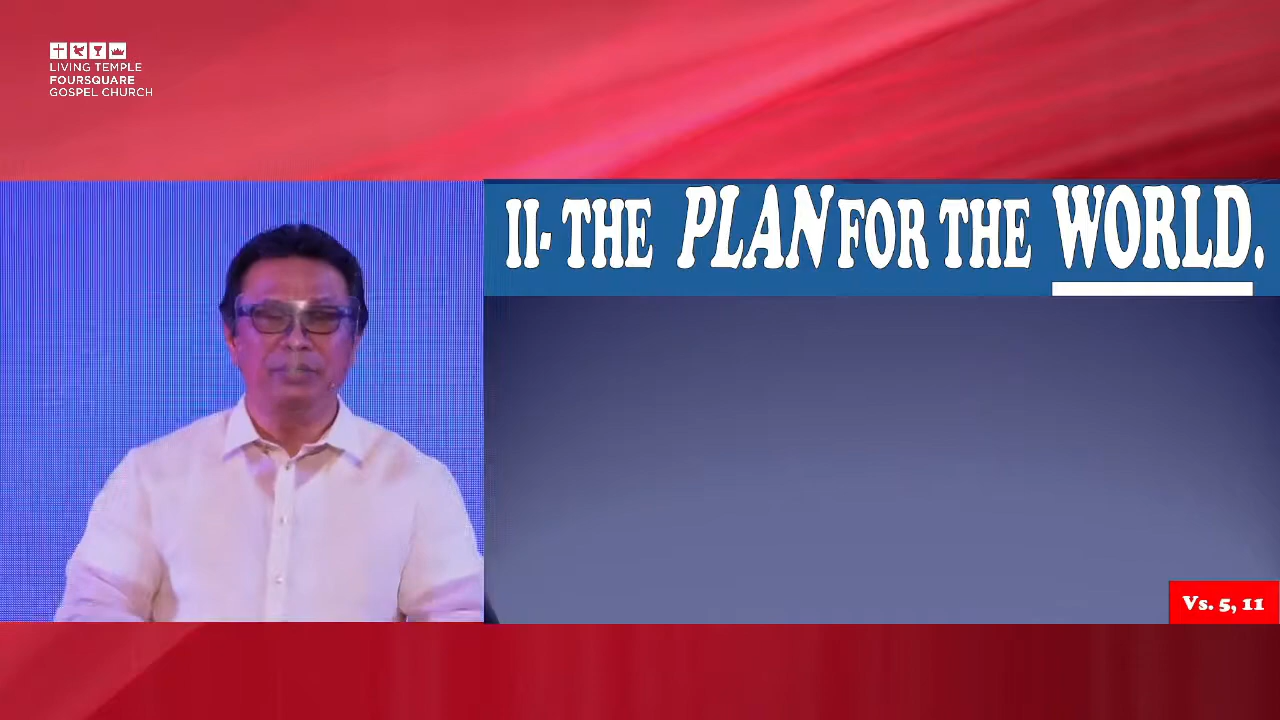 LIVING TEMPLE
FOURSQUARE
GOSPEL CHURCH
II- THE PLAN FOR THE WORLD.
Vs. 5, 11